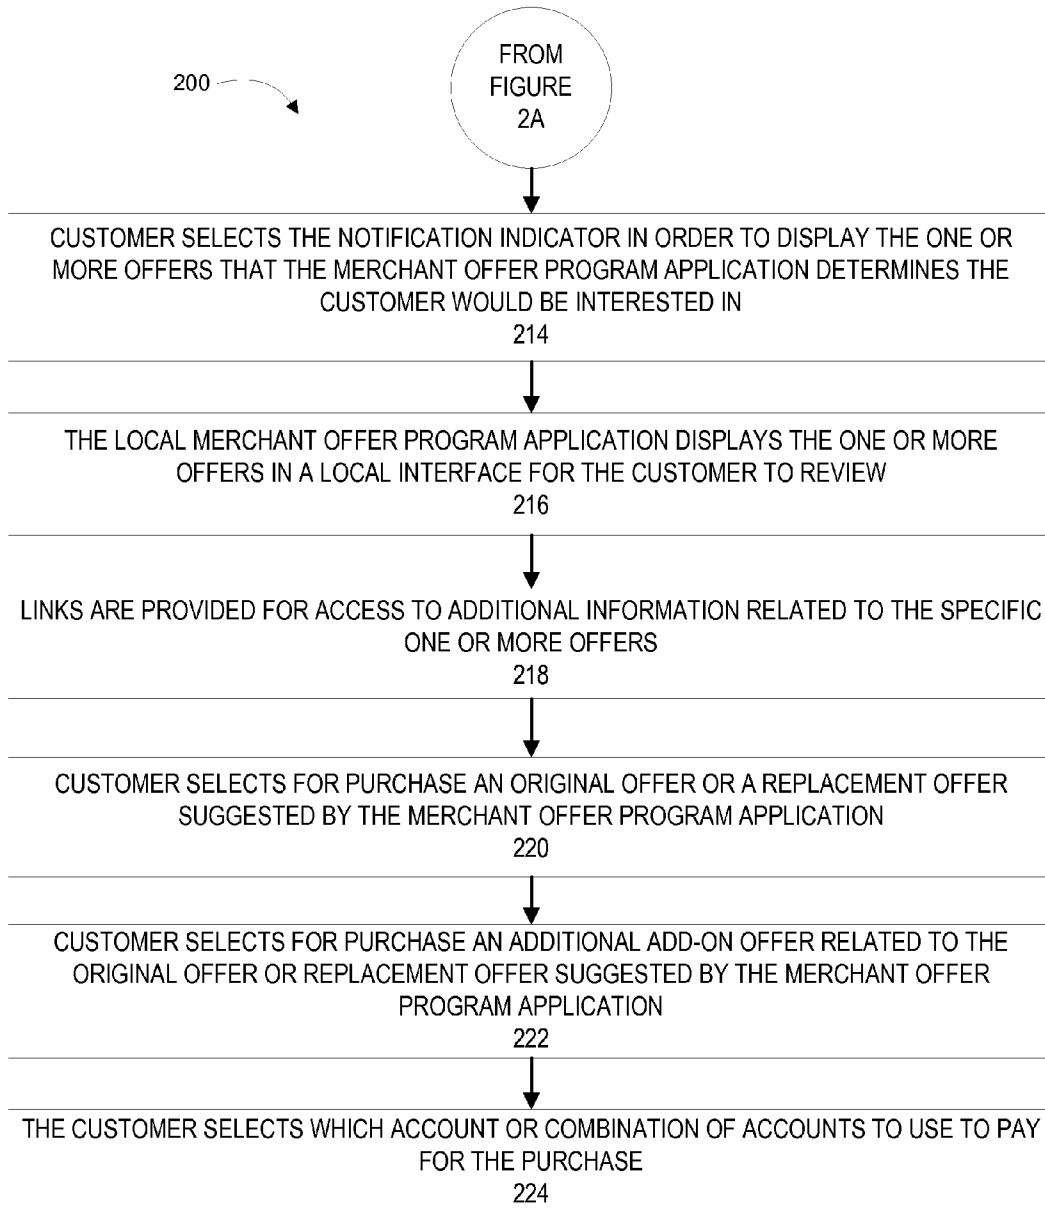 FROM
FIGURE
2A
200
CUSTOMER SELECTS THE NOTIFICATION INDICATOR IN ORDER TO DISPLAY THE ONE OR
MORE OFFERS THAT THE MERCHANT OFFER PROGRAM APPLICATION DETERMINES THE
CUSTOMER WOULD BE INTERESTED IN
214
THE LOCAL MERCHANT OFFER PROGRAM APPLICATION DISPLAYS THE ONE OR MORE
OFFERS IN A LOCAL INTERFACE FOR THE CUSTOMER TO REVIEW
216
LINKS ARE PROVIDED FOR ACCESS TO ADDITIONAL INFORMATION RELATED TO THE SPECIFIC
ONE OR MORE OFFERS
218
CUSTOMER SELECTS FOR PURCHASE AN ORIGINAL OFFER OR A REPLACEMENT OFFER
SUGGESTED BY THE MERCHANT OFFER PROGRAM APPLICATION
220
CUSTOMER SELECTS FOR PURCHASE AN ADDITIONAL ADD-ON OFFER RELATED TO THE
ORIGINAL OFFER OR REPLACEMENT OFFER SUGGESTED BY THE MERCHANT OFFER
PROGRAM APPLICATION
222
THE CUSTOMER SELECTS WHICH ACCOUNT OR COMBINATION OF ACCOUNTS TO USE TO PAY
FOR THE PURCHASE
224